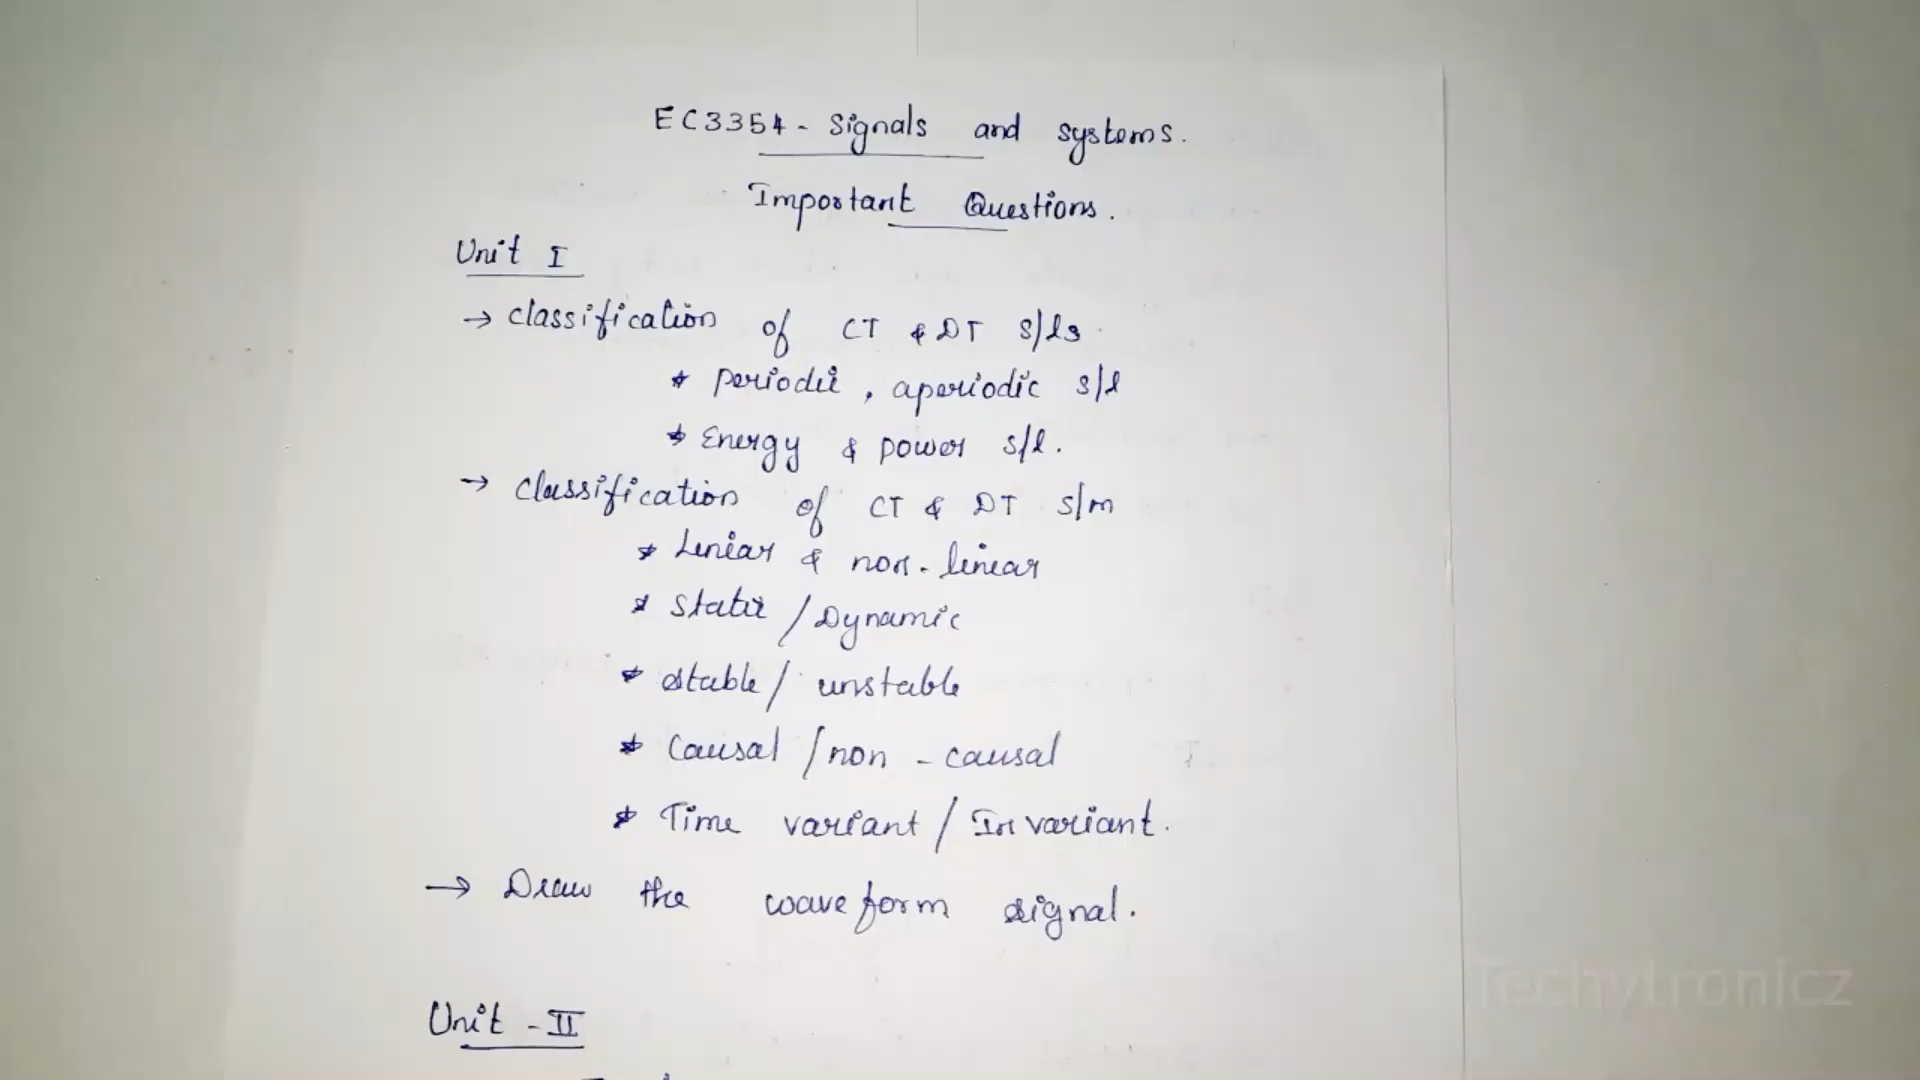 EC3354 - Signals and systems.
Important Questions.
Unit I
→ classification of CT & DT s/ls
* periodic, aperiodic s/l
* Energy & power s/l.
→ classification of CT & DT s/m
* Linear & non-linear
* static / Dynamic
* stable / unstable
* Causal / non - causal
* Time variant / Invariant.
→ Draw the waveform signal.
Techytronicz
Unit - II